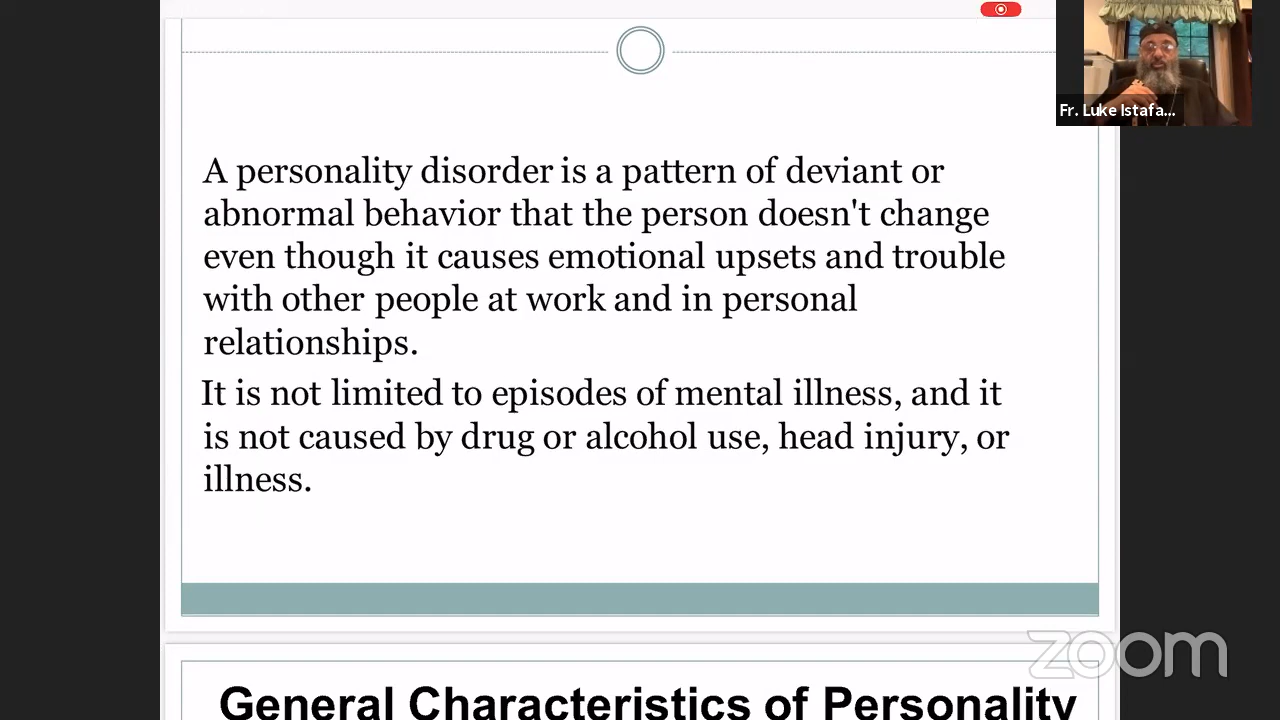 Fr. Luke Istafa...
A personality disorder is a pattern of deviant or
abnormal behavior that the person doesn't change
even though it causes emotional upsets and trouble
with other people at work and in personal
relationships.
It is not limited to episodes of mental illness, and it
is not caused by drug or alcohol use, head injury, or
illness.
zoom
General Characteristics of Personality